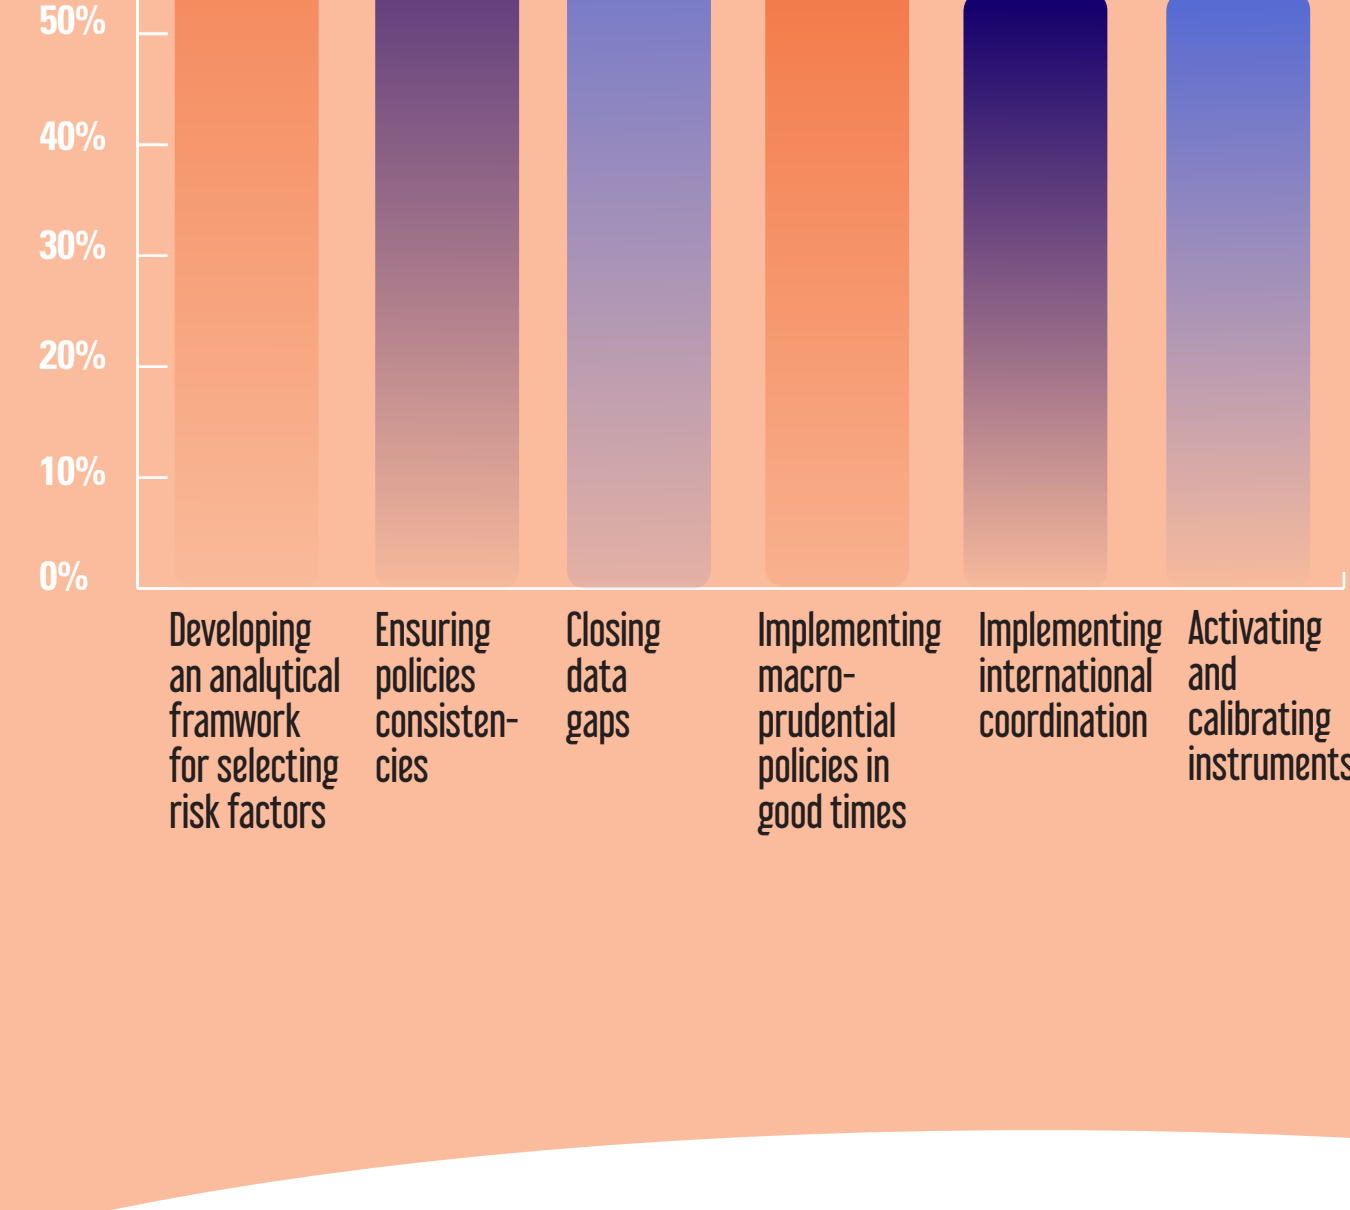 50%
40%
30%
20%
10%
0%
Developing
an analytical
framwork
for selecting
risk factors
Ensuring
policies
consisten-
cies
Closing
data
gaps
Implementing
macro-
prudential
policies in
good times
Implementing
international
coordination
Activating
and
calibrating
instruments